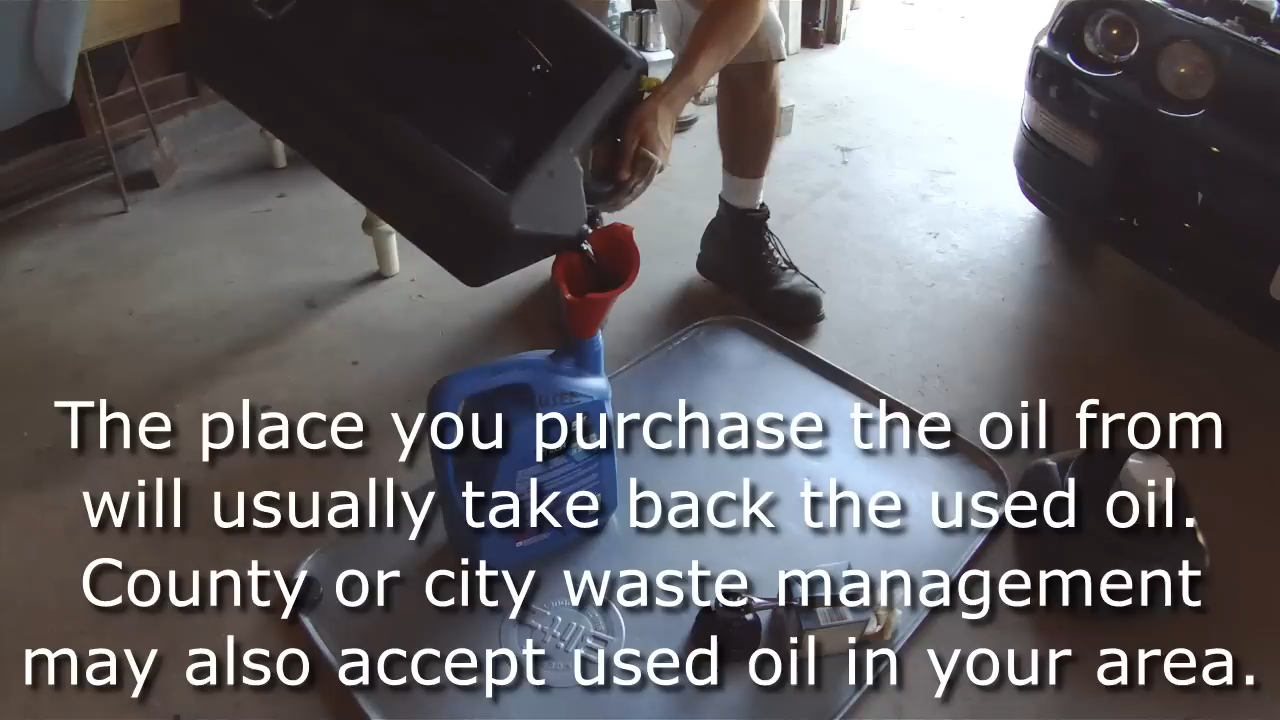 The place you purchase the oil from
will usually take back the used oil.
County or city waste management
may also accept used oil in your area.